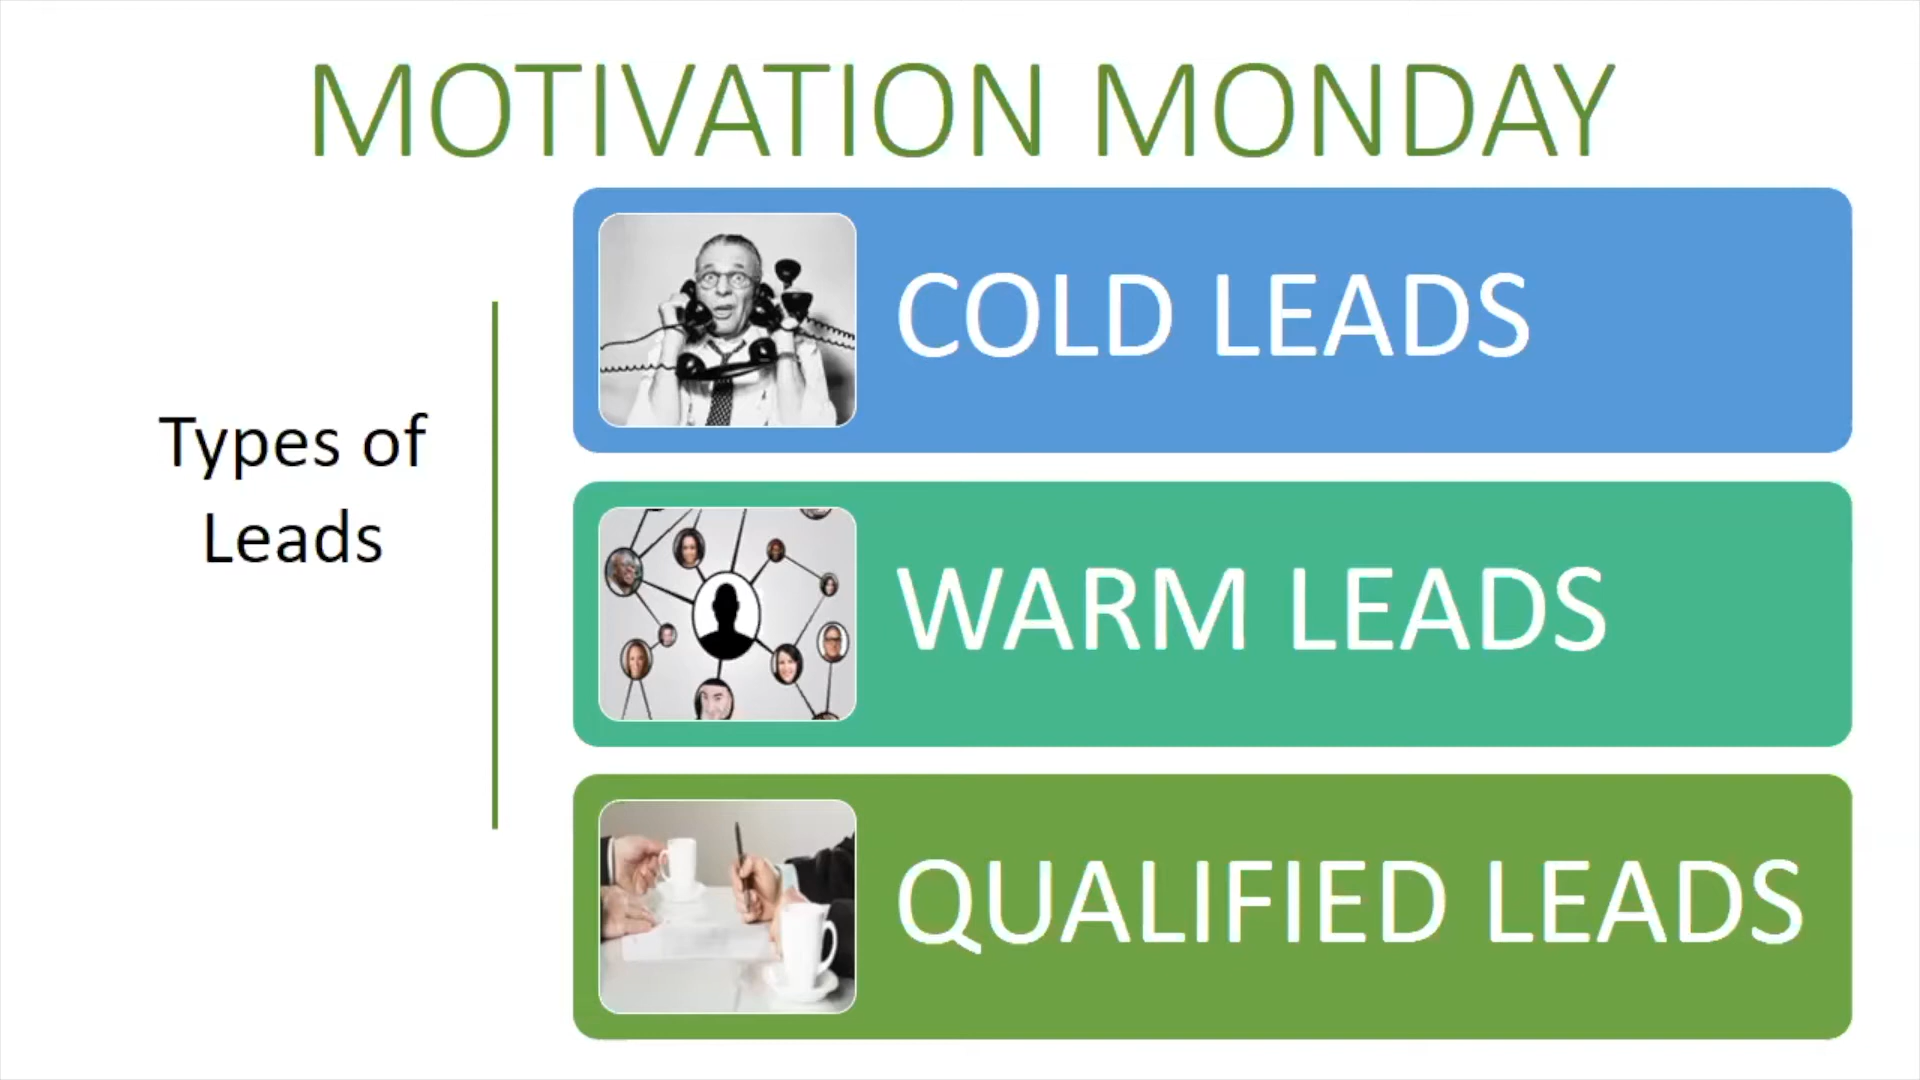 MOTIVATION MONDAY
Types of
Leads
COLD LEADS
WARM LEADS
QUALIFIED LEADS